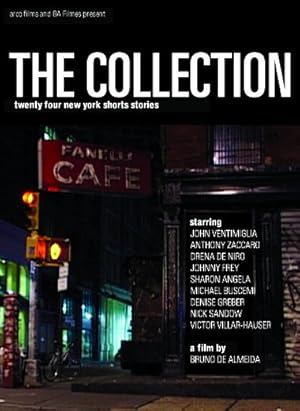 arco films and BA Filmes present
THE COLLECTION
twenty four new york shorts stories
FANELLI
CAFE
starring
JOHN VENTIMIGLIA
ANTHONY ZACCARO
DRENA DE NIRO
JOHNNY FREY
SHARON ANGELA
MICHAEL BUSCEMI
DENISE GREBER
NICK SANDOW
VICTOR VILLAR-HAUSER
a film by
BRUNO DE ALMEIDA